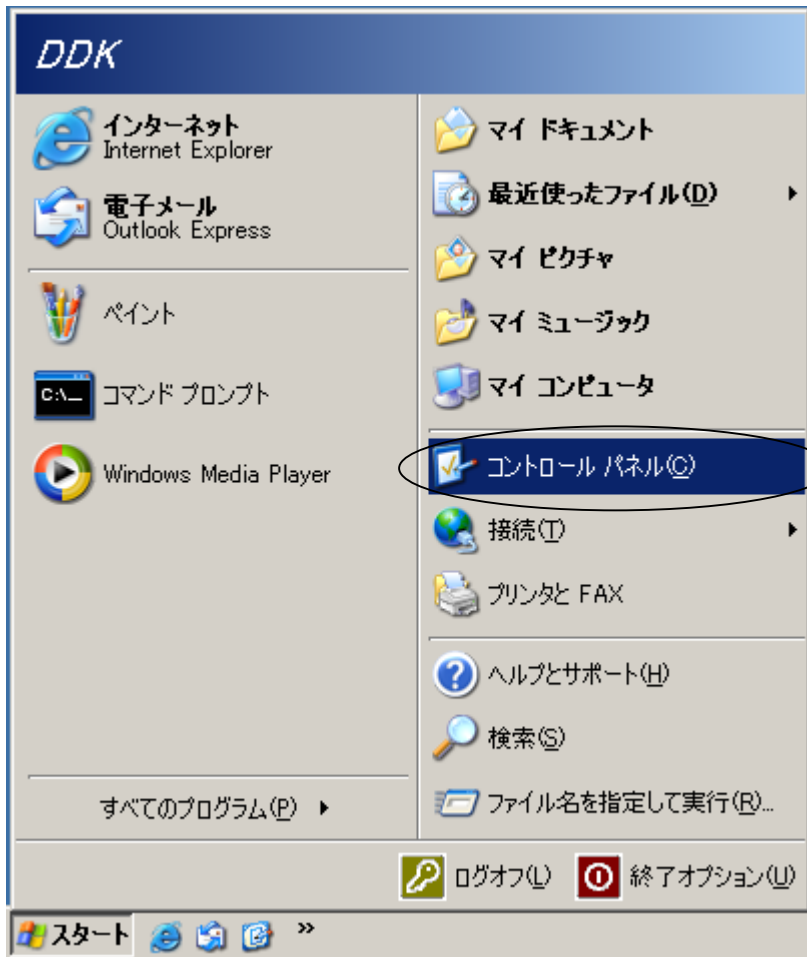 DDK
インターネット
Internet Explorer
電子メール
Outlook Express
ペイント
C:\_
コマンド プロンプト
Windows Media Player
すべてのプログラム(P)
マイ ドキュメント
最近使ったファイル(D)
マイ ピクチャ
マイ ミュージック
マイ コンピュータ
コントロール パネル(C)
接続(T)
プリンタと FAX
ヘルプとサポート(H)
検索(S)
ファイル名を指定して実行(R)...
ログオフ(L)
終了オプション(U)
スタート
»